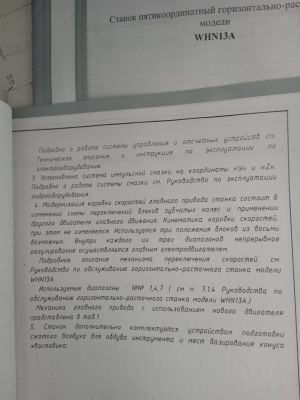 Станок пятикоординатный горизонтально-рас
модели
WHN13A
Подробно о работе системы управления и отсчетных устройств см.
Техническое описание и инструкция по эксплуатации по
электрооборудованию.
3. Установлена система импульсной смазки на координаты «У» и «Z».
Подробно о работе системы смазки см. Руководство по эксплуатации
гидрооборудования.
4. Модернизация коробки скоростей главного привода станка состоит в
изменении схемы переключений блоков зубчатых колес и применении
другого двигателя главного движения. Кинематика коробки скоростей,
при этом не изменяется. Используется три положения блоков из восьми
возможных. Внутри каждого из трех диапазонов непрерывное
регулирование осуществляется главным электродвигателем.
Подробное описание механизма переключения скоростей см.
Руководство по обслуживанию горизонтально-расточного станка модели
WHN13A.
Используемые диапазоны : №№ 1,4,7 ( см п. 7.1.4 Руководства по
обслуживанию горизонтально-расточного станка модели WHN13A.)
Механика главного привода с использованием нового двигателя
представлена в таб.1
5. Станок дополнительно комплектуется устройством подготовки
сжатого воздуха для обдува инструмента и мест базирования конуса
хвостовика.